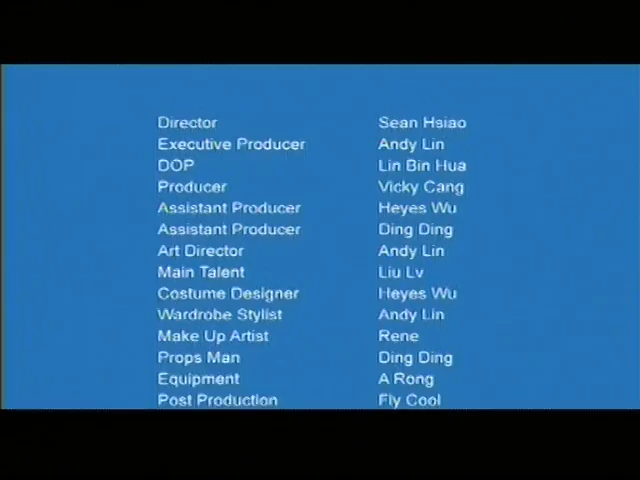 Director Sean Hsiao
Executive Producer Andy Lin
DOP Lin Bin Hua
Producer Vicky Cang
Assistant Producer Heyes Wu
Assistant Producer Ding Ding
Art Director Andy Lin
Main Talent Liu Lv
Costume Designer Heyes Wu
Wardrobe Stylist Andy Lin
Make Up Artist Rene
Props Man Ding Ding
Equipment A Rong
Post Production Fly Cool